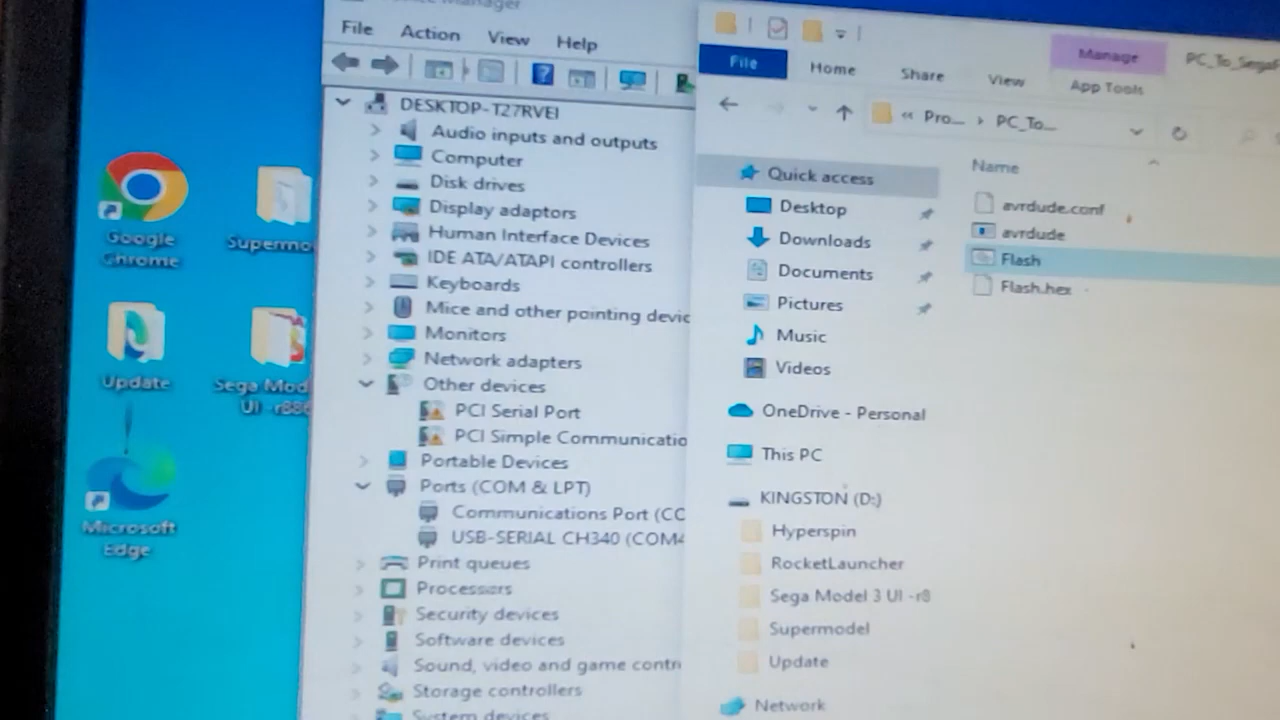 Manager
File Action View Help
DESKTOP-T27RVEI
Audio inputs and outputs
Computer
Disk drives
Display adaptors
Human Interface Devices
IDE ATA/ATAPI controllers
Keyboards
Mice and other pointing devic
Monitors
Network adapters
Other devices
PCI Serial Port
PCI Simple Communicatio
Portable Devices
Ports (COM & LPT)
Communications Port (CC
USB-SERIAL CH340 (COM4
Print queues
Processors
Security devices
Software devices
Sound, video and game contr
Storage controllers
System devices
Google
Chrome
Supermo
Update
Sega Mod
UI -r886
Microsoft
Edge
Manage
File Home Share View App Tools
« Pro... › PC_To...
Quick access
Desktop
Downloads
Documents
Pictures
Music
Videos
OneDrive - Personal
This PC
KINGSTON (D:)
Hyperspin
RocketLauncher
Sega Model 3 UI -r8
Supermodel
Update
Network
Name
avrdude.conf
avrdude
Flash
Flash.hex